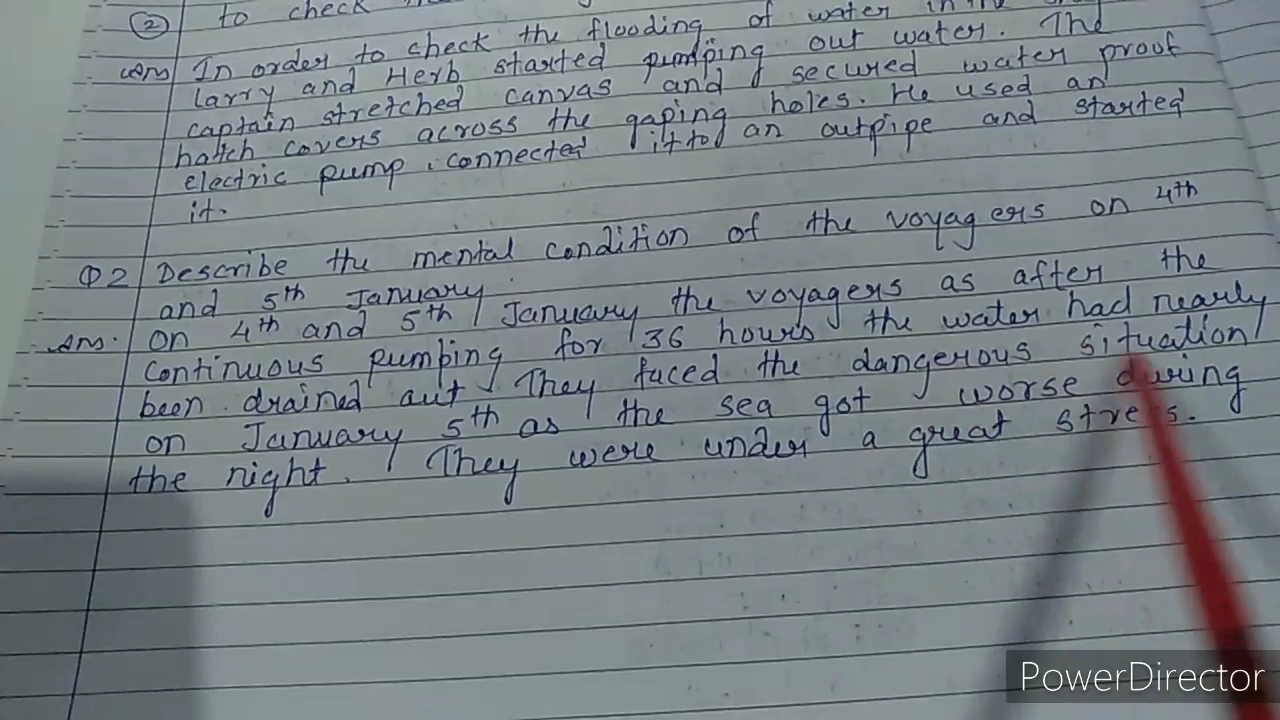 ② to check
Ans In order to check the flooding of water in the
Larry and Herb started pumping out water. The
captain stretched canvas and secured water proof
hatch covers across the gaping holes. He used an
electric pump, connected it to an outpipe and started
it.
Q2 Describe the mental condition of the voyagers on 4th
and 5th January.
Ans. on 4th and 5th January the voyagers as after the
continuous pumping for 36 hours the water had nearly
been drained aut. They faced the dangerous situation
on January 5th as the sea got worse during
the night. They were under a great stress.
PowerDirector